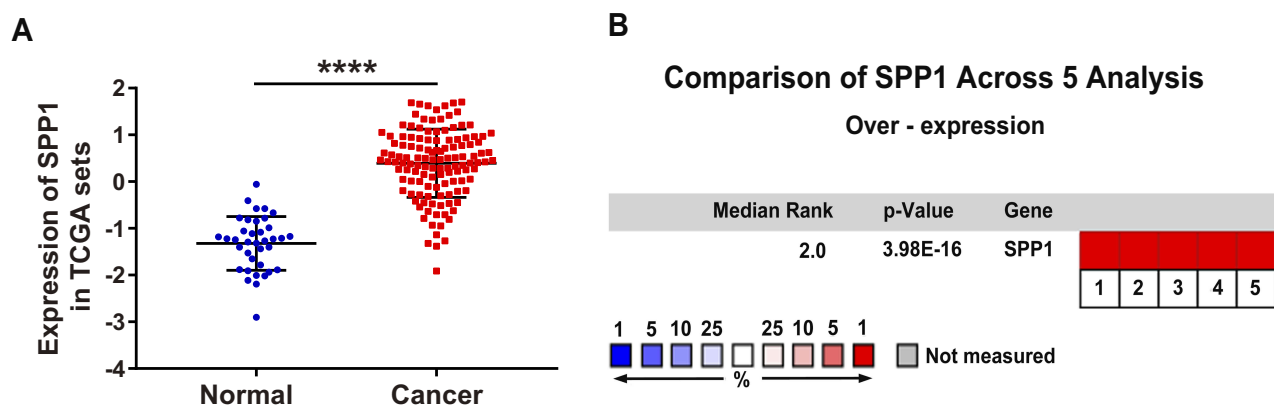 A
Expression of SPP1
in TCGA sets
****
2
1
0
-1
-2
-3
-4
Normal Cancer
B
Comparison of SPP1 Across 5 Analysis
Over - expression
Median Rank p-Value Gene
2.0 3.98E-16 SPP1
1 2 3 4 5
1 5 10 25 25 10 5 1
Not measured
%